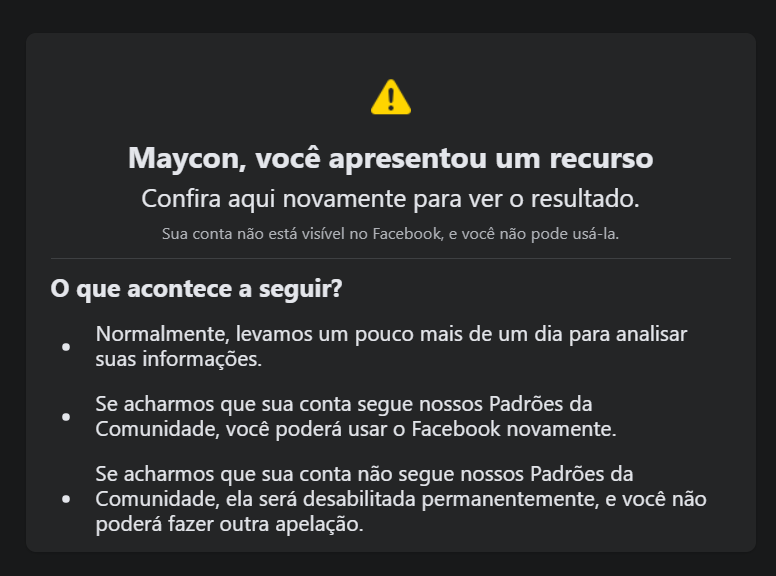 Maycon, você apresentou um recurso
Confira aqui novamente para ver o resultado.
Sua conta não está visível no Facebook, e você não pode usá-la.
O que acontece a seguir?
• Normalmente, levamos um pouco mais de um dia para analisar
suas informações.
• Se acharmos que sua conta segue nossos Padrões da
Comunidade, você poderá usar o Facebook novamente.
• Se acharmos que sua conta não segue nossos Padrões da
Comunidade, ela será desabilitada permanentemente, e você não
poderá fazer outra apelação.